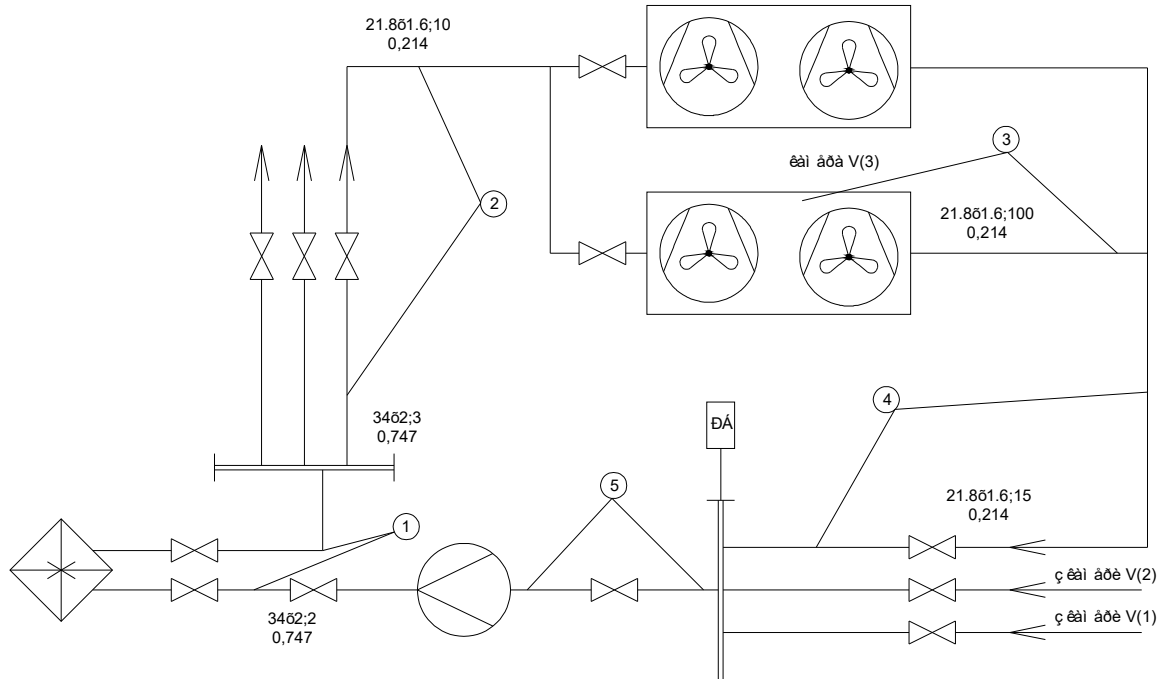 21.8õ1.6;10
0,214
3
êàì åðà V(3)
2
21.8õ1.6;100
0,214
4
34õ2;3
0,747
ÐÁ
5
21.8õ1.6;15
0,214
1
ç êàì åðè V(2)
34õ2;2
0,747
ç êàì åðè V(1)